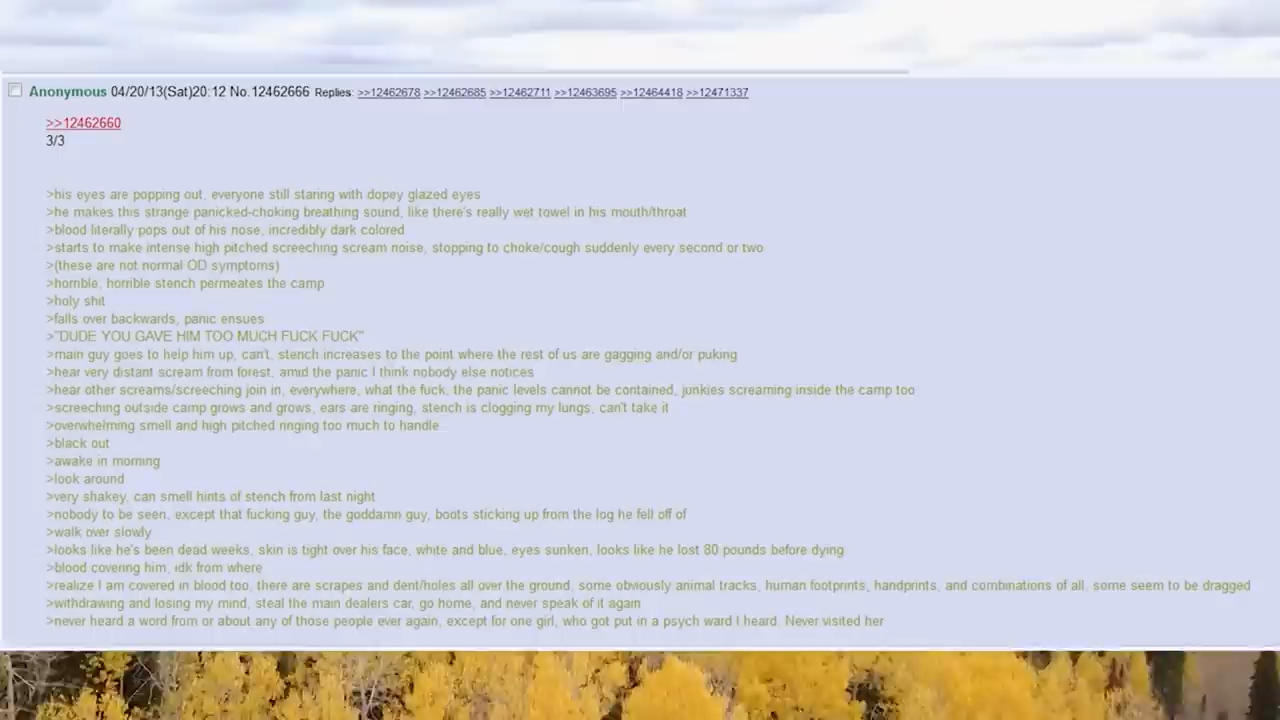 Anonymous 04/20/13(Sat)20:12 No.12462666 Replies: >>12462678 >>12462685 >>12462711 >>12463695 >>12464418 >>12471337
>>12462660
3/3
>his eyes are popping out, everyone still staring with dopey glazed eyes
>he makes this strange panicked-choking breathing sound, like there's really wet towel in his mouth/throat
>blood literally pops out of his nose, incredibly dark colored
>starts to make intense high pitched screeching scream noise, stopping to choke/cough suddenly every second or two
>(these are not normal OD symptoms)
>horrible, horrible stench permeates the camp
>holy shit
>falls over backwards, panic ensues
>"DUDE YOU GAVE HIM TOO MUCH FUCK FUCK"
>main guy goes to help him up, can't, stench increases to the point where the rest of us are gagging and/or puking
>hear very distant scream from forest, amid the panic I think nobody else notices
>hear other screams/screeching join in, everywhere, what the fuck, the panic levels cannot be contained, junkies screaming inside the camp too
>screeching outside camp grows and grows, ears are ringing, stench is clogging my lungs, can't take it
>overwhelming smell and high pitched ringing too much to handle
>black out
>awake in morning
>look around
>very shakey, can smell hints of stench from last night
>nobody to be seen, except that fucking guy, the goddamn guy, boots sticking up from the log he fell off of
>walk over slowly
>looks like he's been dead weeks, skin is tight over his face, white and blue, eyes sunken, looks like he lost 80 pounds before dying
>blood covering him, idk from where
>realize I am covered in blood too, there are scrapes and dent/holes all over the ground, some obviously animal tracks, human footprints, handprints, and combinations of all, some seem to be dragged
>withdrawing and losing my mind, steal the main dealers car, go home, and never speak of it again
>never heard a word from or about any of those people ever again, except for one girl, who got put in a psych ward I heard. Never visited her